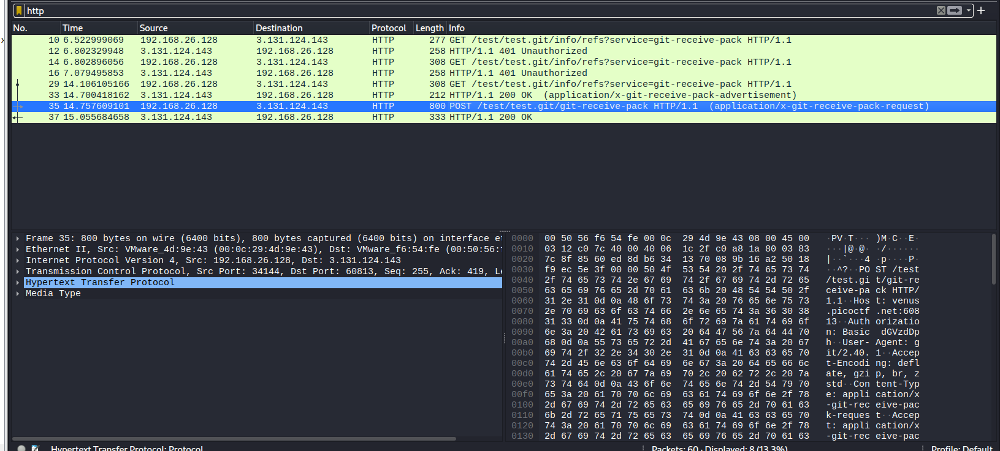 http
No. Time Source Destination Protocol Length Info
10 6.522999069 192.168.26.128 3.131.124.143 HTTP 277 GET /test/test.git/info/refs?service=git-receive-pack HTTP/1.1
12 6.802329948 3.131.124.143 192.168.26.128 HTTP 258 HTTP/1.1 401 Unauthorized
14 6.802896056 192.168.26.128 3.131.124.143 HTTP 308 GET /test/test.git/info/refs?service=git-receive-pack HTTP/1.1
16 7.079495853 3.131.124.143 192.168.26.128 HTTP 258 HTTP/1.1 401 Unauthorized
29 14.106105166 192.168.26.128 3.131.124.143 HTTP 308 GET /test/test.git/info/refs?service=git-receive-pack HTTP/1.1
33 14.700418162 3.131.124.143 192.168.26.128 HTTP 212 HTTP/1.1 200 OK (application/x-git-receive-pack-advertisement)
35 14.757609101 192.168.26.128 3.131.124.143 HTTP 800 POST /test/test.git/git-receive-pack HTTP/1.1 (application/x-git-receive-pack-request)
37 15.055684658 3.131.124.143 192.168.26.128 HTTP 333 HTTP/1.1 200 OK
Frame 35: 800 bytes on wire (6400 bits), 800 bytes captured (6400 bits) on interface
Ethernet II, Src: VMware_4d:9e:43 (00:0c:29:4d:9e:43), Dst: VMware_f6:54:fe (00:50:56:
Internet Protocol Version 4, Src: 192.168.26.128, Dst: 3.131.124.143
Transmission Control Protocol, Src Port: 34144, Dst Port: 60813, Seq: 255, Ack: 419, Le
Hypertext Transfer Protocol
Media Type
0000 00 50 56 f6 54 fe 00 0c 29 4d 9e 43 08 00 45 00 ·PV·T··· )M·C··E·
0010 03 12 c0 7c 40 00 40 06 1c 2f c0 a8 1a 80 03 83 ···|@·@· ·/······
0020 7c 8f 85 60 ed 8d b6 34 13 70 08 9b 16 a2 50 18 |··`···4 ·p····P·
0030 f9 ec 5e 3f 00 00 50 4f 53 54 20 2f 74 65 73 74 ··^?··PO ST /test
0040 2f 74 65 73 74 2e 67 69 74 2f 67 69 74 2d 72 65 /test.gi t/git-re
0050 63 65 69 76 65 2d 70 61 63 6b 20 48 54 54 50 2f ceive-pa ck HTTP/
0060 31 2e 31 0d 0a 48 6f 73 74 3a 20 76 65 6e 75 73 1.1··Hos t: venus
0070 2e 70 69 63 6f 63 74 66 2e 6e 65 74 3a 36 30 38 .picoctf .net:608
0080 31 33 0d 0a 41 75 74 68 6f 72 69 7a 61 74 69 6f 13··Auth orizatio
0090 6e 3a 20 42 61 73 69 63 20 64 47 56 7a 64 44 70 n: Basic dGVzdDp
00a0 68 0d 0a 55 73 65 72 2d 41 67 65 6e 74 3a 20 67 h··User- Agent: g
00b0 69 74 2f 32 2e 34 30 2e 31 0d 0a 41 63 63 65 70 it/2.40. 1··Accep
00c0 74 2d 45 6e 63 6f 64 69 6e 67 3a 20 64 65 66 6c t-Encodi ng: defl
00d0 61 74 65 2c 20 67 7a 69 70 2c 20 62 72 2c 20 7a ate, gzi p, br, z
00e0 73 74 64 0d 0a 43 6f 6e 74 65 6e 74 2d 54 79 70 std··Con tent-Typ
00f0 65 3a 20 61 70 70 6c 69 63 61 74 69 6f 6e 2f 78 e: appli cation/x
0100 2d 67 69 74 2d 72 65 63 65 69 76 65 2d 70 61 63 -git-rec eive-pac
0110 6b 2d 72 65 71 75 65 73 74 0d 0a 41 63 63 65 70 k-reques t··Accep
0120 74 3a 20 61 70 70 6c 69 63 61 74 69 6f 6e 2f 78 t: appli cation/x
0130 2d 67 69 74 2d 72 65 63 65 69 76 65 2d 70 61 63 -git-rec eive-pac
Hypertext Transfer Protocol: Protocol Packets: 60 · Displayed: 8 (13.3%) Profile: Default